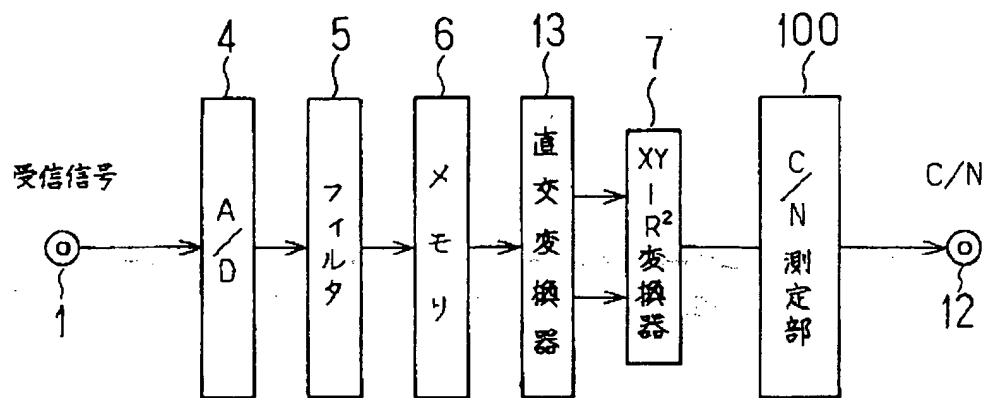 4
5
6
13
7
100
受信信号
A/D
フィルタ
メモリ
直交変換器
XY-R²変換器
C/N測定部
C/N
1
12